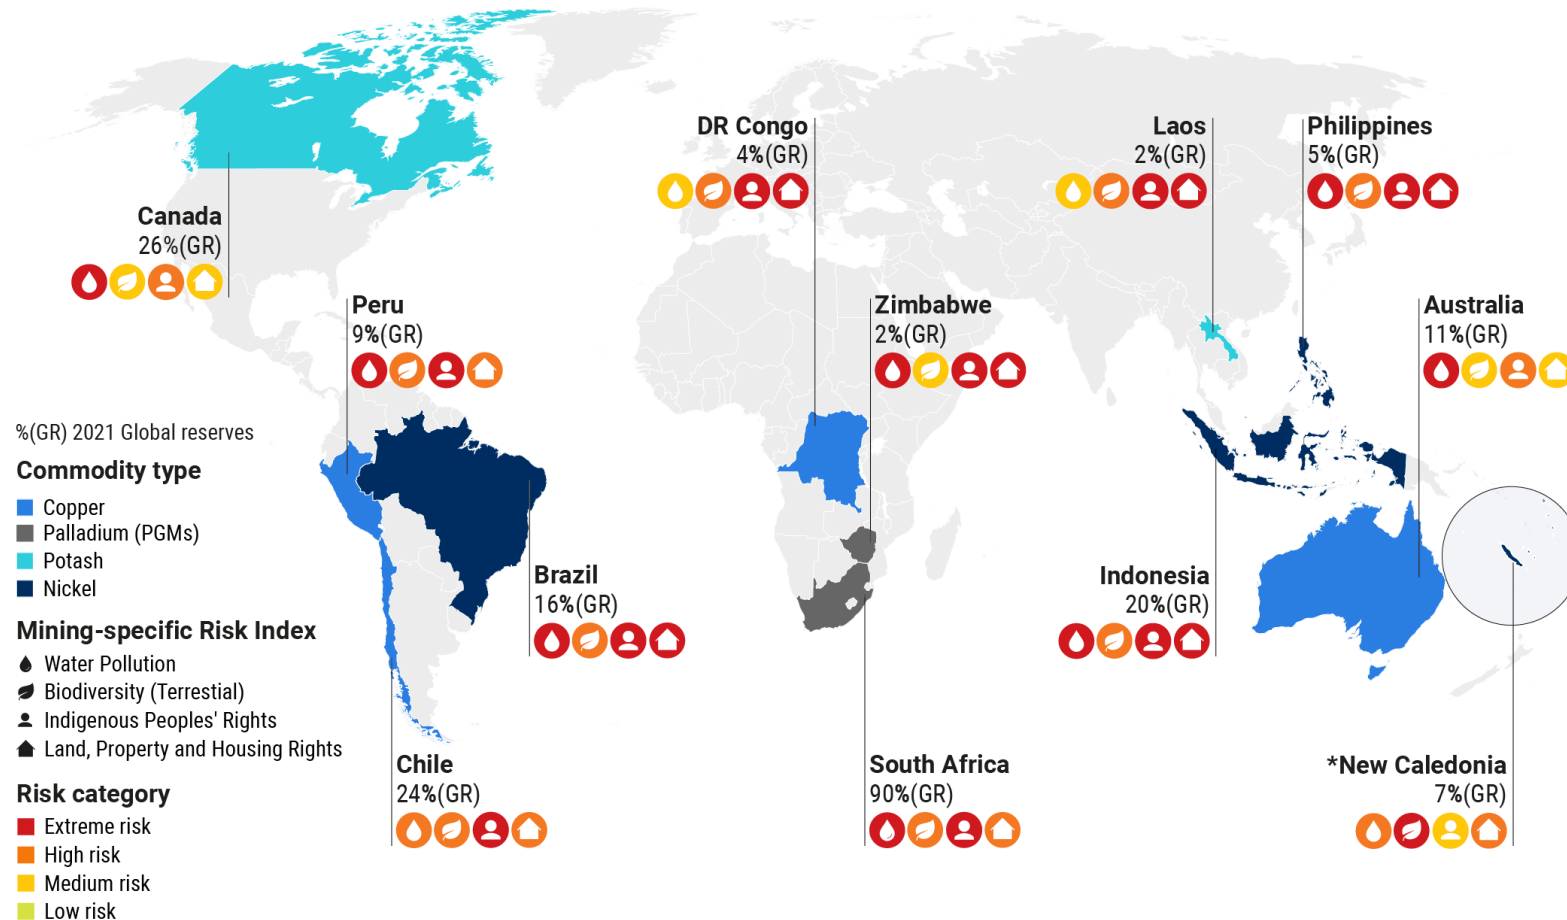 DR Congo
4%(GR)
Laos
2%(GR)
Philippines
5%(GR)
Canada
26%(GR)
Peru
9%(GR)
Zimbabwe
2%(GR)
Australia
11%(GR)
%(GR) 2021 Global reserves
Commodity type
Copper
Palladium (PGMs)
Potash
Nickel
Brazil
16%(GR)
Indonesia
20%(GR)
Mining-specific Risk Index
Water Pollution
Biodiversity (Terrestial)
Indigenous Peoples' Rights
Land, Property and Housing Rights
Chile
24%(GR)
South Africa
90%(GR)
*New Caledonia
7%(GR)
Risk category
Extreme risk
High risk
Medium risk
Low risk